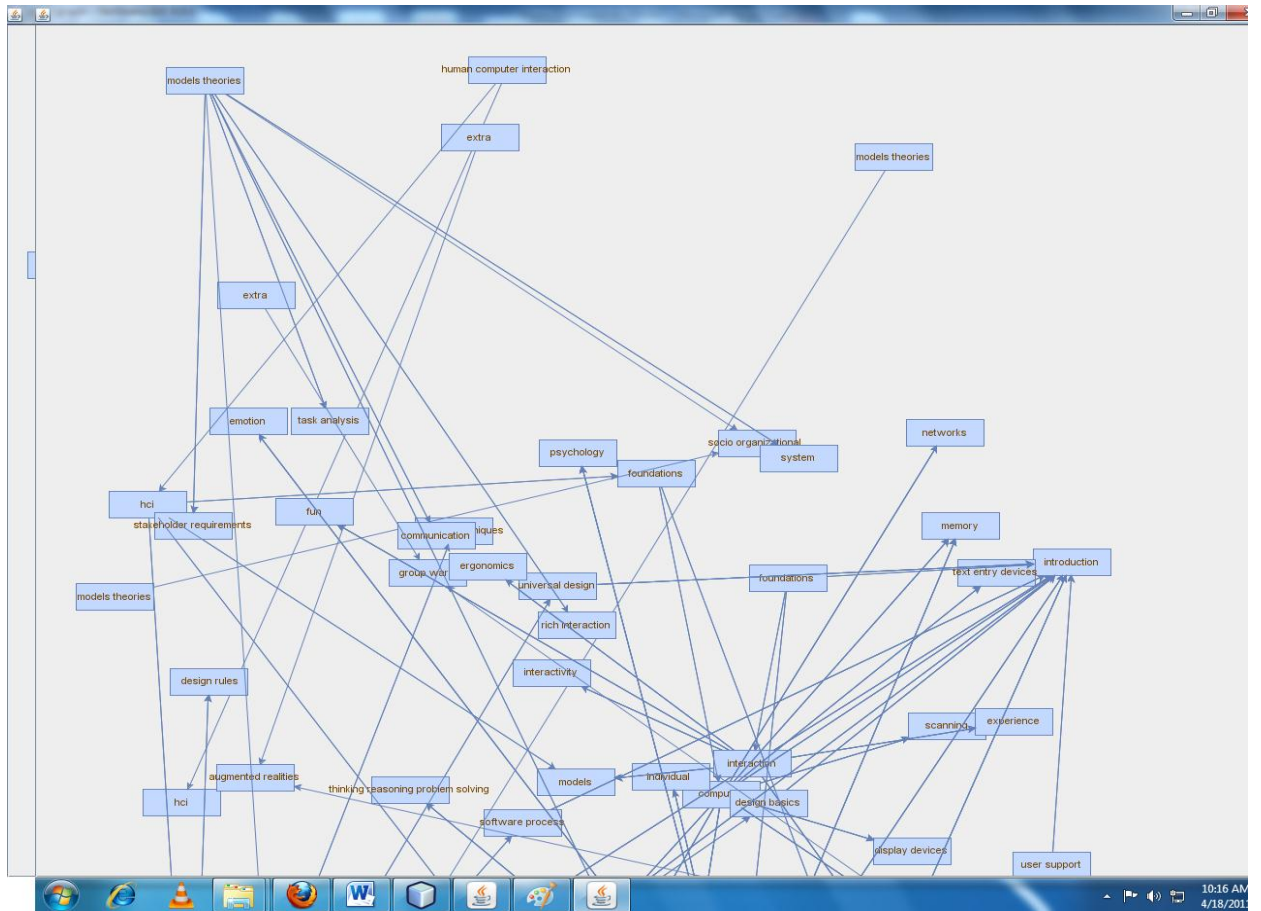 models theories
human computer interaction
extra
models theories
extra
emotion
task analysis
networks
socio organizational
psychology
system
foundations
hci
fun
stakeholder requirements
memory
communication
group war
ergonomics
introduction
text entry devices
foundations
universal design
models theories
rich interaction
interactivity
design rules
scanning
experience
interaction
augmented realities
individual
models
thinking reasoning problem solving
hci
design basics
software process
display devices
user support
W
10:16 AM
4/18/2011